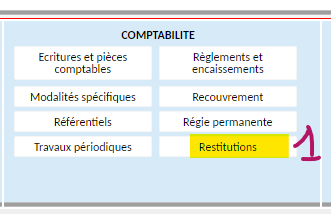 COMPTABILITE
Ecritures et pièces
comptables
Règlements et
encaissements
Modalités spécifiques
Recouvrement
Référentiels
Régie permanente
Travaux périodiques
Restitutions
1